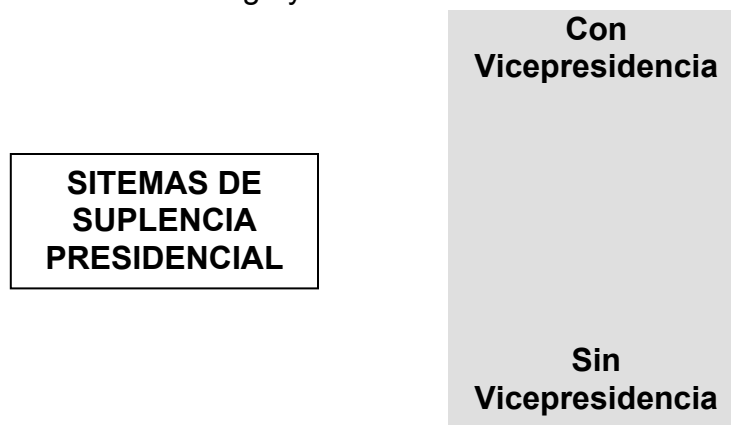 Con
Vicepresidencia
SITEMAS DE
SUPLENCIA
PRESIDENCIAL
Sin
Vicepresidencia